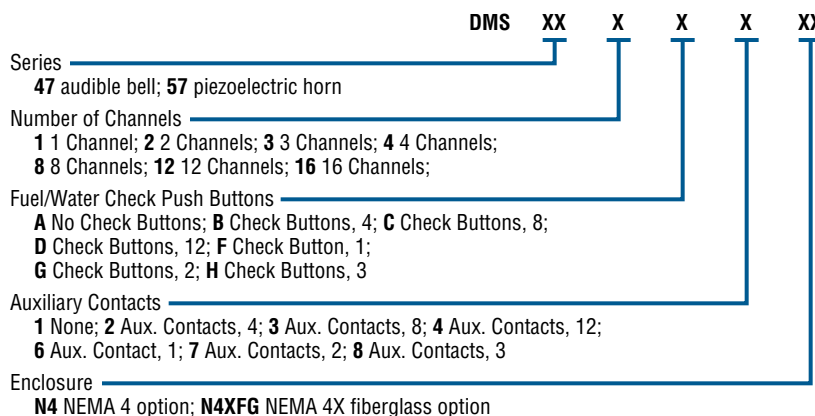 DMS XX X X X XX
Series
47 audible bell; 57 piezoelectric horn
Number of Channels
1 1 Channel; 2 2 Channels; 3 3 Channels; 4 4 Channels;
8 8 Channels; 12 12 Channels; 16 16 Channels;
Fuel/Water Check Push Buttons
A No Check Buttons; B Check Buttons, 4; C Check Buttons, 8;
D Check Buttons, 12; F Check Button, 1;
G Check Buttons, 2; H Check Buttons, 3
Auxiliary Contacts
1 None; 2 Aux. Contacts, 4; 3 Aux. Contacts, 8; 4 Aux. Contacts, 12;
6 Aux. Contact, 1; 7 Aux. Contacts, 2; 8 Aux. Contacts, 3
Enclosure
N4 NEMA 4 option; N4XFG NEMA 4X fiberglass option